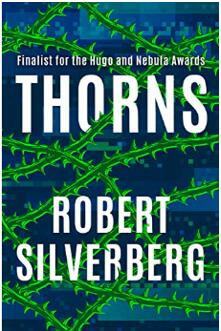 Finalist for the Hugo and Nebula Awards
THORNS
ROBERT
SILVERBERG